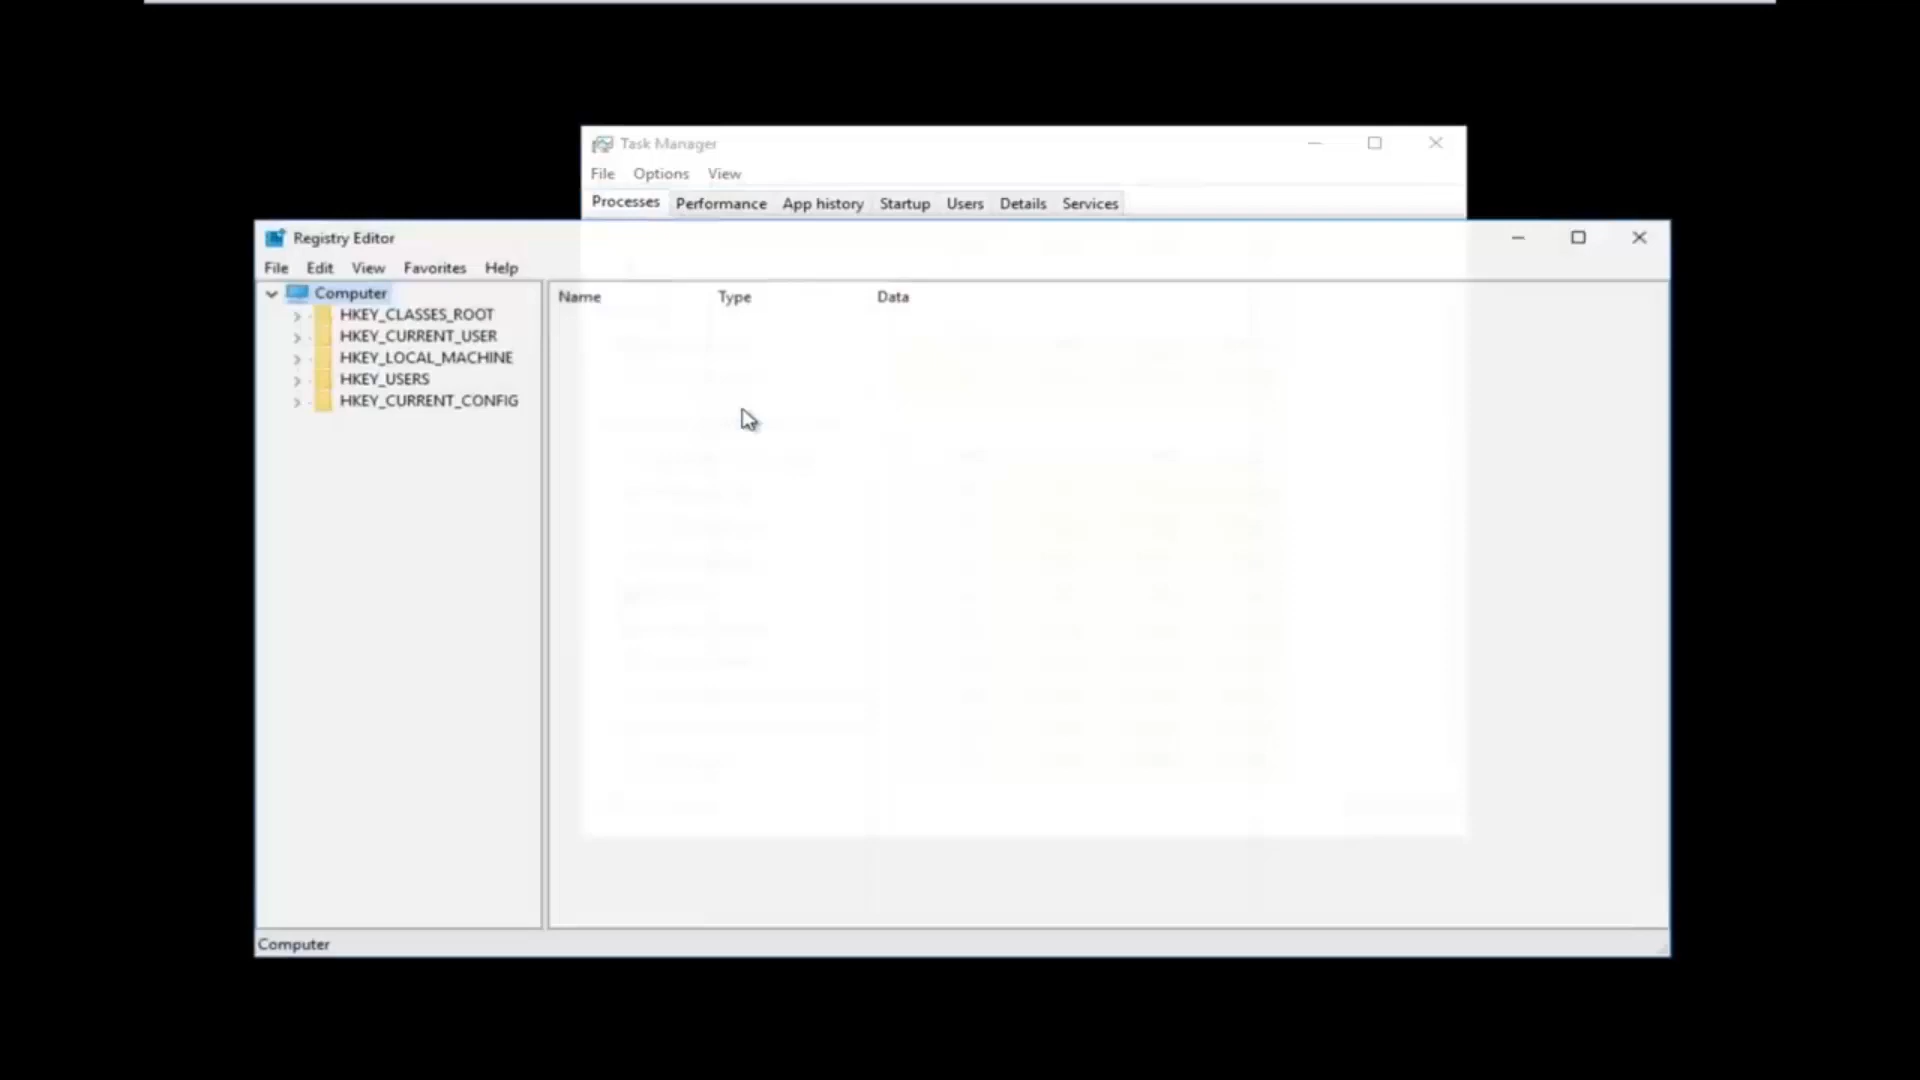 Task Manager
File Options View
Processes Performance App history Startup Users Details Services
Registry Editor
File Edit View Favorites Help
Computer
HKEY_CLASSES_ROOT
HKEY_CURRENT_USER
HKEY_LOCAL_MACHINE
HKEY_USERS
HKEY_CURRENT_CONFIG
Name Type Data
Computer